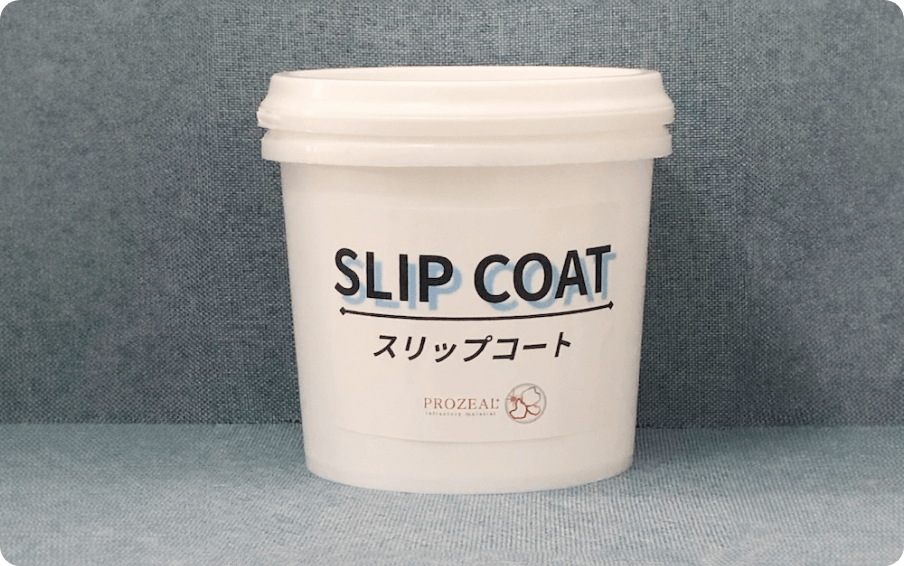 SLIP COAT
スリップコート
PROZEAL
refractory material